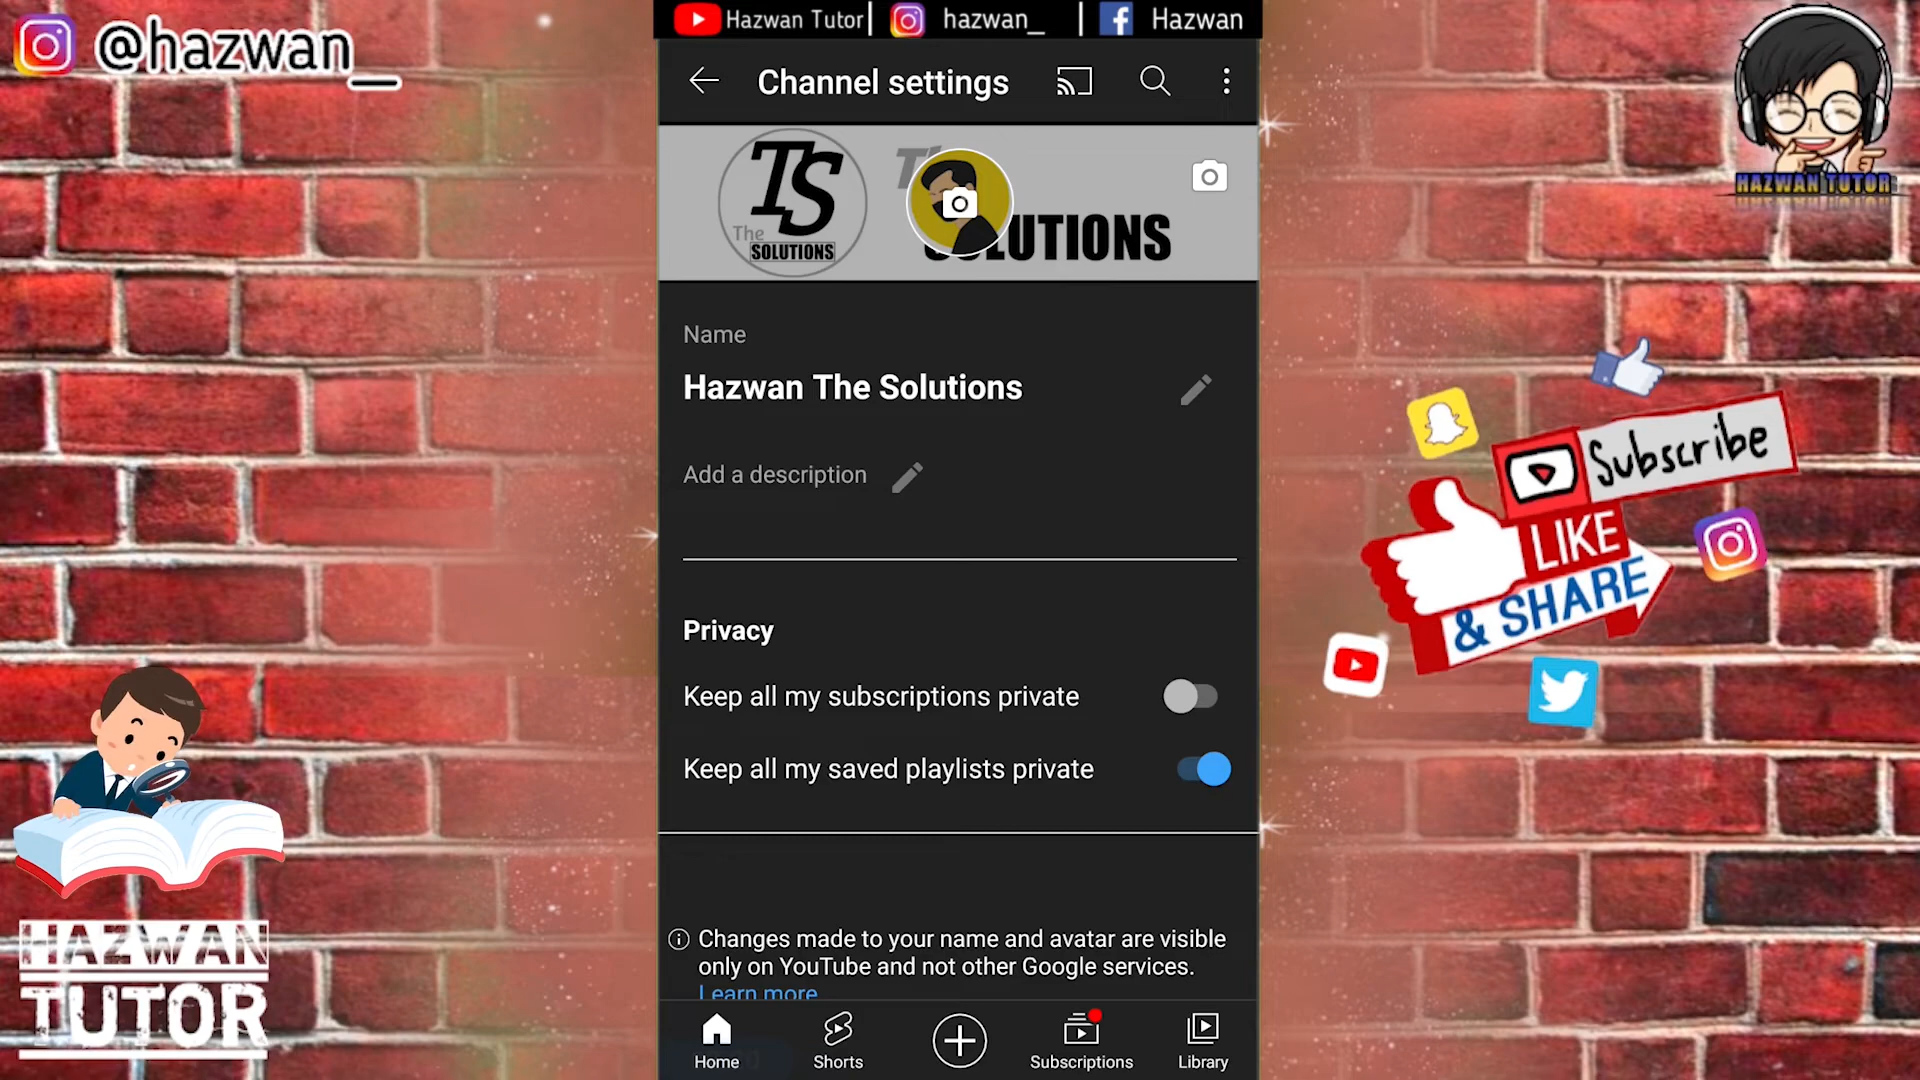 @hazwan_
Hazwan Tutor | hazwan_ | Hazwan
HAZWAN TUTOR
Channel settings
TS
The
SOLUTIONS
LUTIONS
Name
Hazwan The Solutions
Add a description
Subscribe
LIKE
& SHARE
Privacy
Keep all my subscriptions private
Keep all my saved playlists private
HAZWAN
TUTOR
Changes made to your name and avatar are visible
only on YouTube and not other Google services.
Learn more
Home
Shorts
Subscriptions
Library